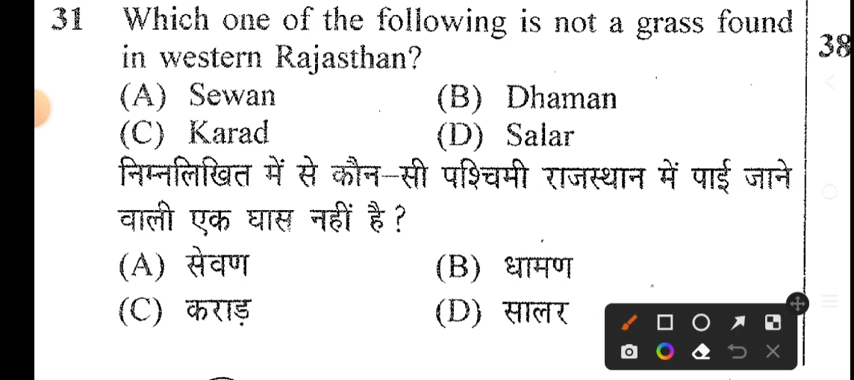 31 Which one of the following is not a grass found
in western Rajasthan?
(A) Sewan (B) Dhaman
(C) Karad (D) Salar
निम्नलिखित में से कौन-सी पश्चिमी राजस्थान में पाई जाने
वाली एक घास नहीं है ?
(A) सेवण (B) धामण
(C) कराड़ (D) सालर
38